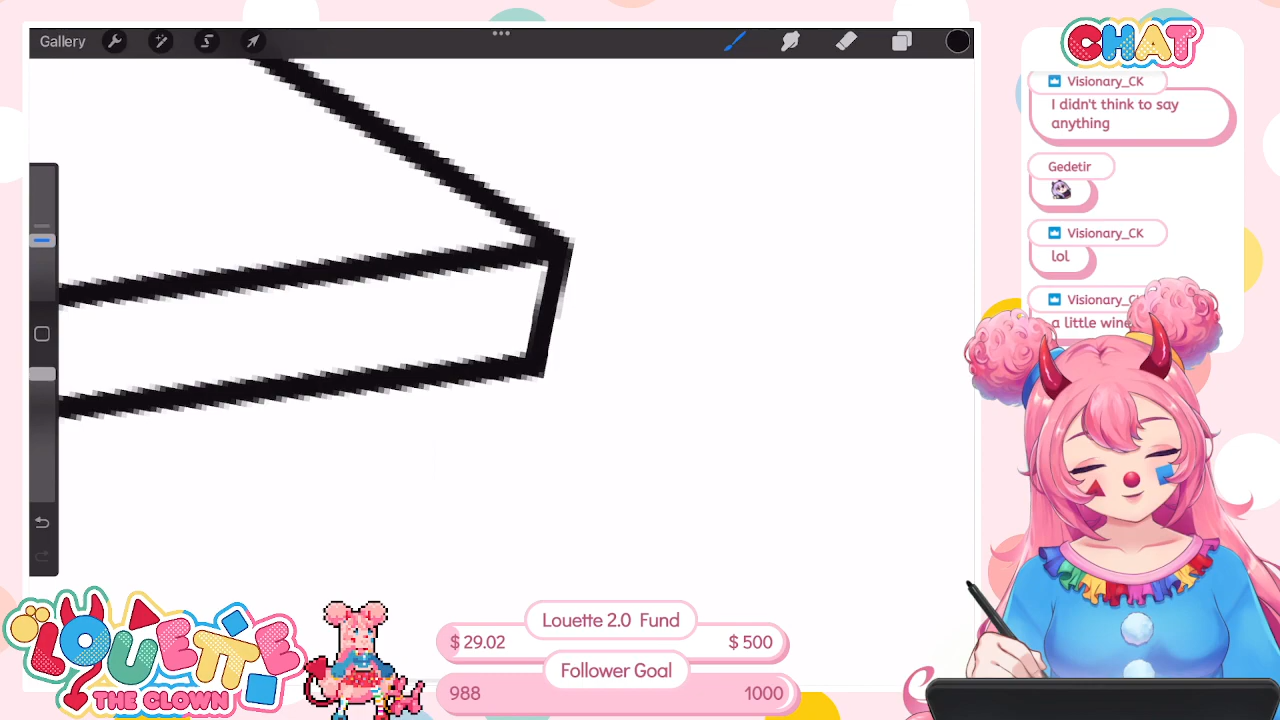 Gallery
CHAT
Visionary_CK
I didn't think to say
anything
Gedetir
Visionary_CK
lol
a little wine
LOUETTE
THE CLOWN
Louette 2.0 Fund
$ 29.02
$ 500
Follower Goal
988
1000